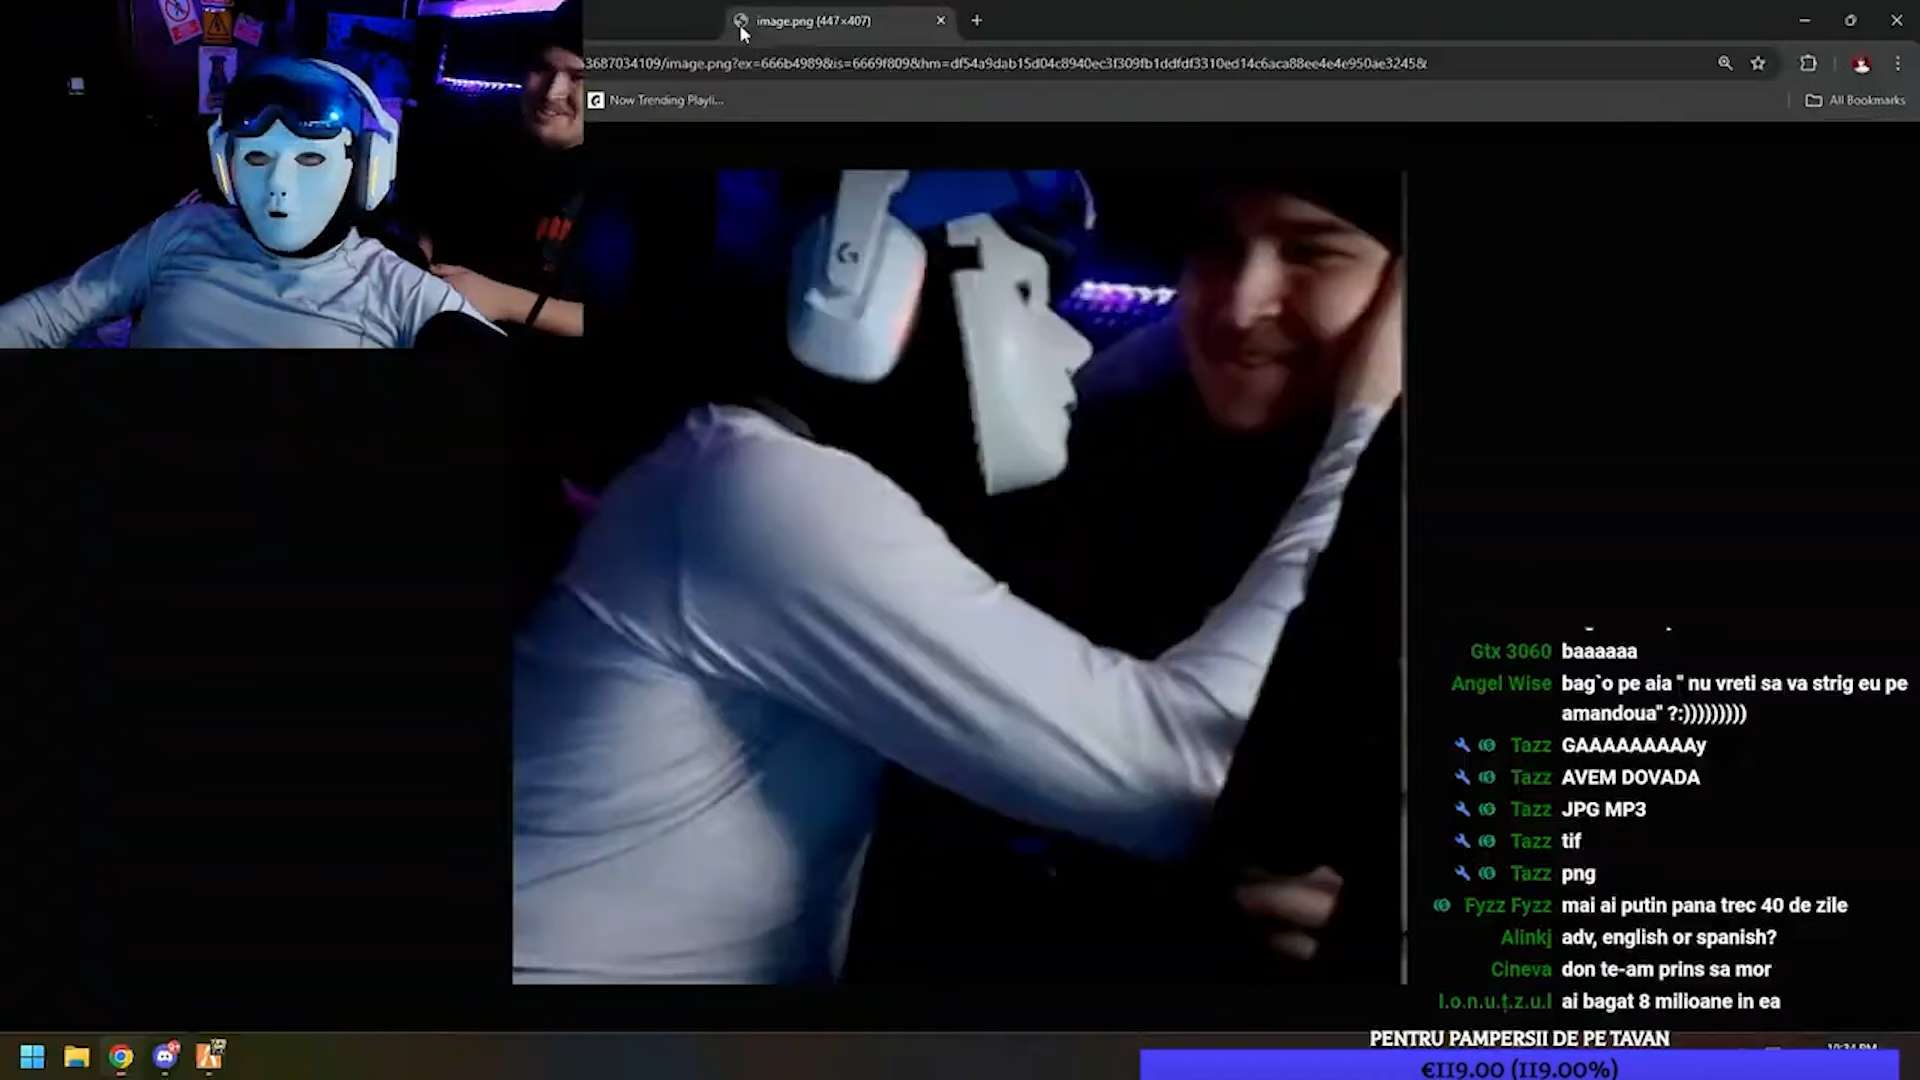 image.png (447×407)
3687034109/image.png?ex=666b4989&is=6669f809&hm=df54a9dab15d04c8940ec3f309fb1ddfdf3310ed14c6aca88ee4e4e950ae3245&
Now Trending Playli...
All Bookmarks
Gtx 3060 baaaaaa
Angel Wise bag`o pe aia " nu vreti sa va strig eu pe
amandoua" ?:)))))))))
Tazz GAAAAAAAAAy
Tazz AVEM DOVADA
Tazz JPG MP3
Tazz tif
Tazz png
Fyzz Fyzz mai ai putin pana trec 40 de zile
Alinkj adv, english or spanish?
Cineva don te-am prins sa mor
I.o.n.u.ț.z.u.l ai bagat 8 milioane in ea
PENTRU PAMPERSII DE PE TAVAN
10:34 PM
€119.00 (119.00%)